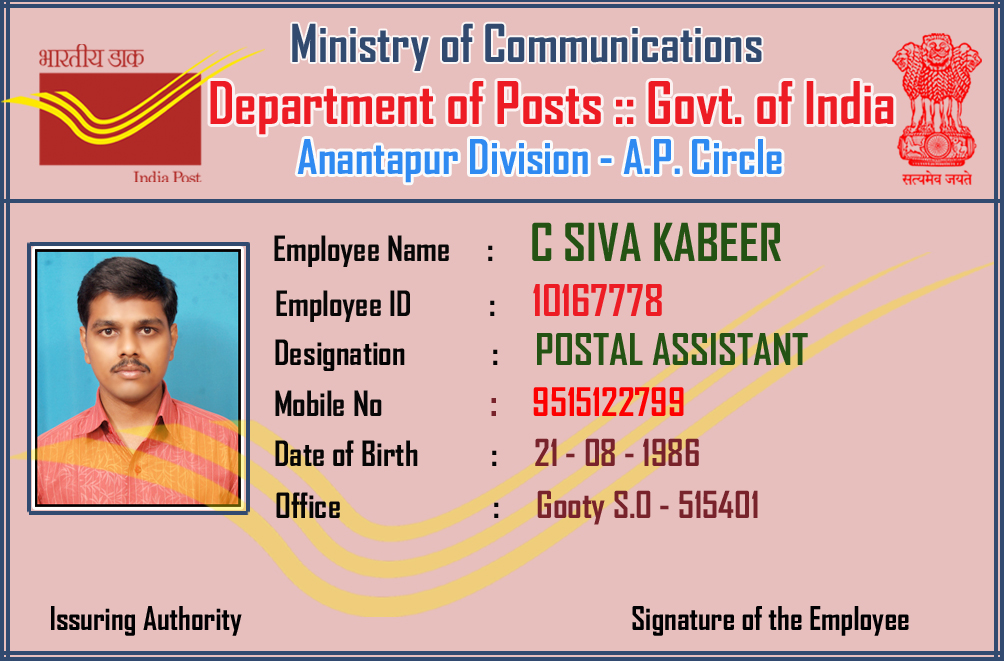 Ministry of Communications
भारतीय डाक
Department of Posts :: Govt. of India
Anantapur Division - A.P. Circle
India Post
सत्यमेव जयते
Employee Name : C SIVA KABEER
Employee ID : 10167778
Designation : POSTAL ASSISTANT
Mobile No : 9515122799
Date of Birth : 21 - 08 - 1986
Office : Gooty S.O - 515401
Issuring Authority Signature of the Employee